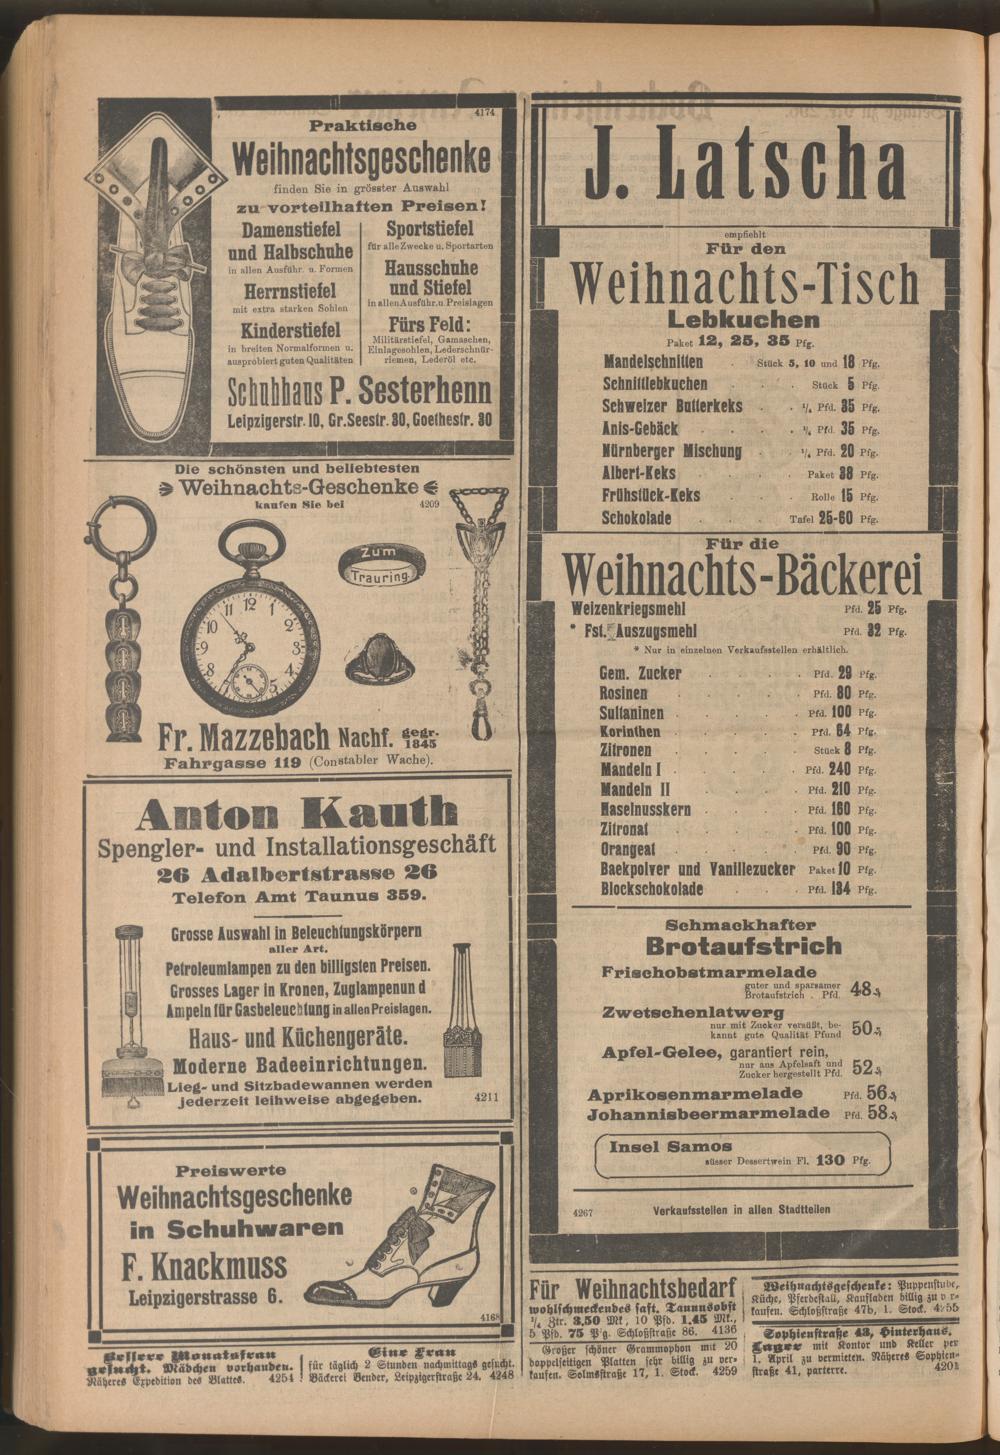 4174
Praktische
Weihnachtsgeschenke
finden Sie in grösster Auswahl
zu vorteilhaften Preisen!
Damenstiefel
und Halbschuhe
in allen Ausführ. u. Formen
Herrnstiefel
mit extra starken Sohlen
Kinderstiefel
in breiten Normalformen u.
ausprobiert guten Qualitäten
Sportstiefel
für alle Zwecke u. Sportarten
Hausschuhe
und Stiefel
in allen Ausführ. u. Preislagen
Fürs Feld:
Militärstiefel, Gamaschen,
Einlagesohlen, Lederschnür-
riemen, Lederöl etc.
Schuhhaus P. Sesterhenn
Leipzigerstr. 10, Gr. Seestr. 30, Goethestr. 30
Die schönsten und beliebtesten
Weihnachts-Geschenke
kaufen Sie bei 4209
Zum
Trauring
Fr. Mazzebach Nachf. gegr. 1845
Fahrgasse 119 (Constabler Wache).
Anton Kauth
Spengler- und Installationsgeschäft
26 Adalbertstrasse 26
Telefon Amt Taunus 359.
Grosse Auswahl in Beleuchtungskörpern
aller Art.
Petroleumlampen zu den billigsten Preisen.
Grosses Lager in Kronen, Zuglampen und
Ampeln für Gasbeleuchtung in allen Preislagen.
Haus- und Küchengeräte.
Moderne Badeeinrichtungen.
Lieg- und Sitzbadewannen werden
jederzeit leihweise abgegeben. 4211
Preiswerte
Weihnachtsgeschenke
in Schuhwaren
F. Knackmuss
Leipzigerstrasse 6.
4168
Bessere Monatsfrau
gesucht. Mädchen vorhanden.
Näheres Expedition des Blattes. 4254
Eine Frau
für täglich 2 Stunden nachmittags gesucht.
Bäckerei Bender, Leipzigerstraße 24. 4248
J. Latscha
empfiehlt
Für den
Weihnachts-Tisch
Lebkuchen
Paket 12, 25, 35 Pfg.
Mandelschnitten Stück 5, 10 und 18 Pfg.
Schnittlebkuchen Stück 5 Pfg.
Schweizer Butterkeks ¼ Pfd. 35 Pfg.
Anis-Gebäck ¼ Pfd. 35 Pfg.
Nürnberger Mischung ¼ Pfd. 20 Pfg.
Albert-Keks Paket 38 Pfg.
Frühstück-Keks Rolle 15 Pfg.
Schokolade Tafel 25-60 Pfg.
Für die
Weihnachts-Bäckerei
Weizenkriegsmehl Pfd. 25 Pfg.
* Fst. Auszugsmehl Pfd. 32 Pfg.
* Nur in einzelnen Verkaufsstellen erhältlich.
Gem. Zucker Pfd. 29 Pfg.
Rosinen Pfd. 80 Pfg.
Sultaninen Pfd. 100 Pfg.
Korinthen Pfd. 64 Pfg.
Zitronen Stück 8 Pfg.
Mandeln I Pfd. 240 Pfg.
Mandeln II Pfd. 210 Pfg.
Haselnusskern Pfd. 160 Pfg.
Zitronat Pfd. 100 Pfg.
Orangeat Pfd. 90 Pfg.
Backpolver und Vanillezucker Paket 10 Pfg.
Blockschokolade Pfd. 134 Pfg.
Schmackhafter
Brotaufstrich
Frischobstmarmelade
guter und sparsamer
Brotaufstrich . Pfd. 48 ₰
Zwetschenlatwerg
nur mit Zucker versüßt, be-
kannt gute Qualität Pfund 50 ₰
Apfel-Gelee, garantiert rein,
nur aus Apfelsaft und
Zucker hergestellt Pfd. 52 ₰
Aprikosenmarmelade Pfd. 56 ₰
Johannisbeermarmelade Pfd. 58 ₰
Insel Samos
süsser Dessertwein Fl. 130 Pfg.
4267 Verkaufsstellen in allen Stadtteilen
Für Weihnachtsbedarf
wohlschmeckendes saft. Taunusobst
¼ Ztr. 3,50 Mk, 10 Pfd. 1.45 Mk.,
5 Pfd. 75 Pfg. Schloßstraße 86. 4136
Großer schöner Grammophon mit 20
doppelseitigen Platten sehr billig zu ver-
kaufen. Solmsstraße 17, 1. Stock. 4259
Weihnachtsgeschenke: Puppenstube,
Küche, Pferdestall, Kaufladen billig zu ver-
kaufen. Schloßstraße 47b, 1. Stock.
Sophienstraße 43, Hinterhaus,
Lager mit Kontor und Keller per
1. April zu vermieten. Näheres Sophien-
straße 41, parterre.